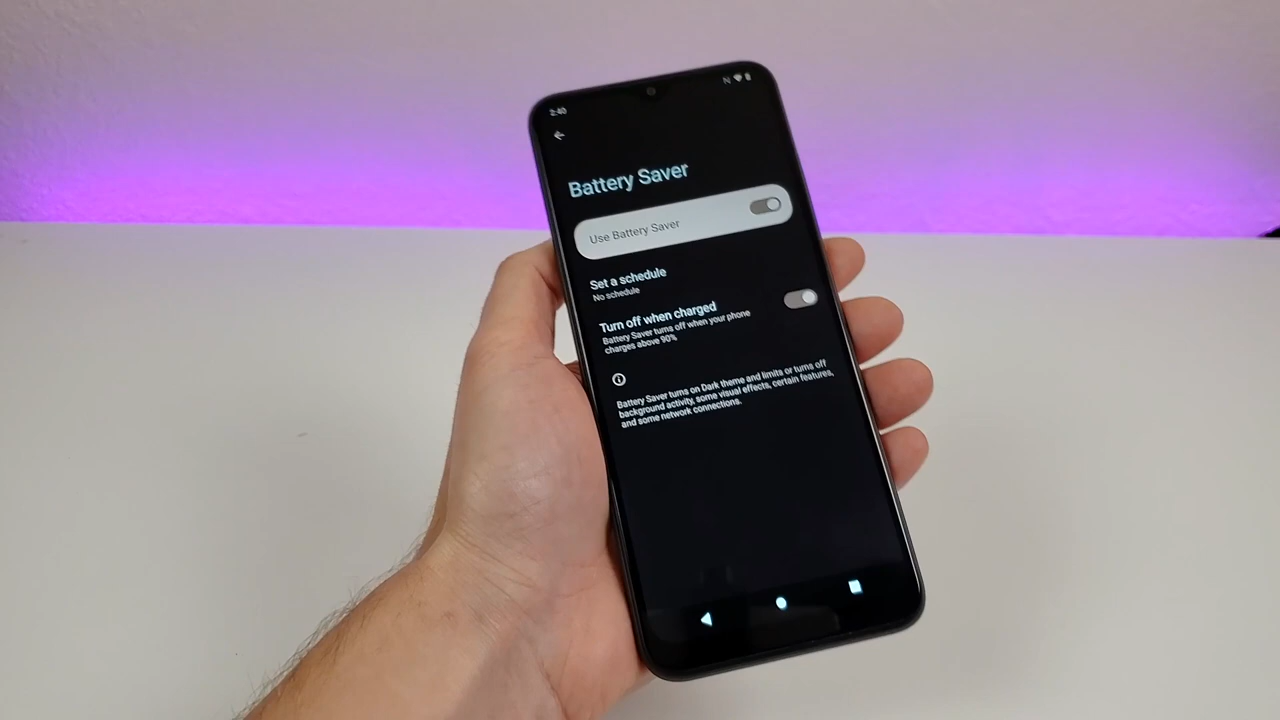 2:40
N
Battery Saver
Use Battery Saver
Set a schedule
No schedule
Turn off when charged
Battery Saver turns off when your phone
charges above 90%
Battery Saver turns on Dark theme and limits or turns off
background activity, some visual effects, certain features,
and some network connections.